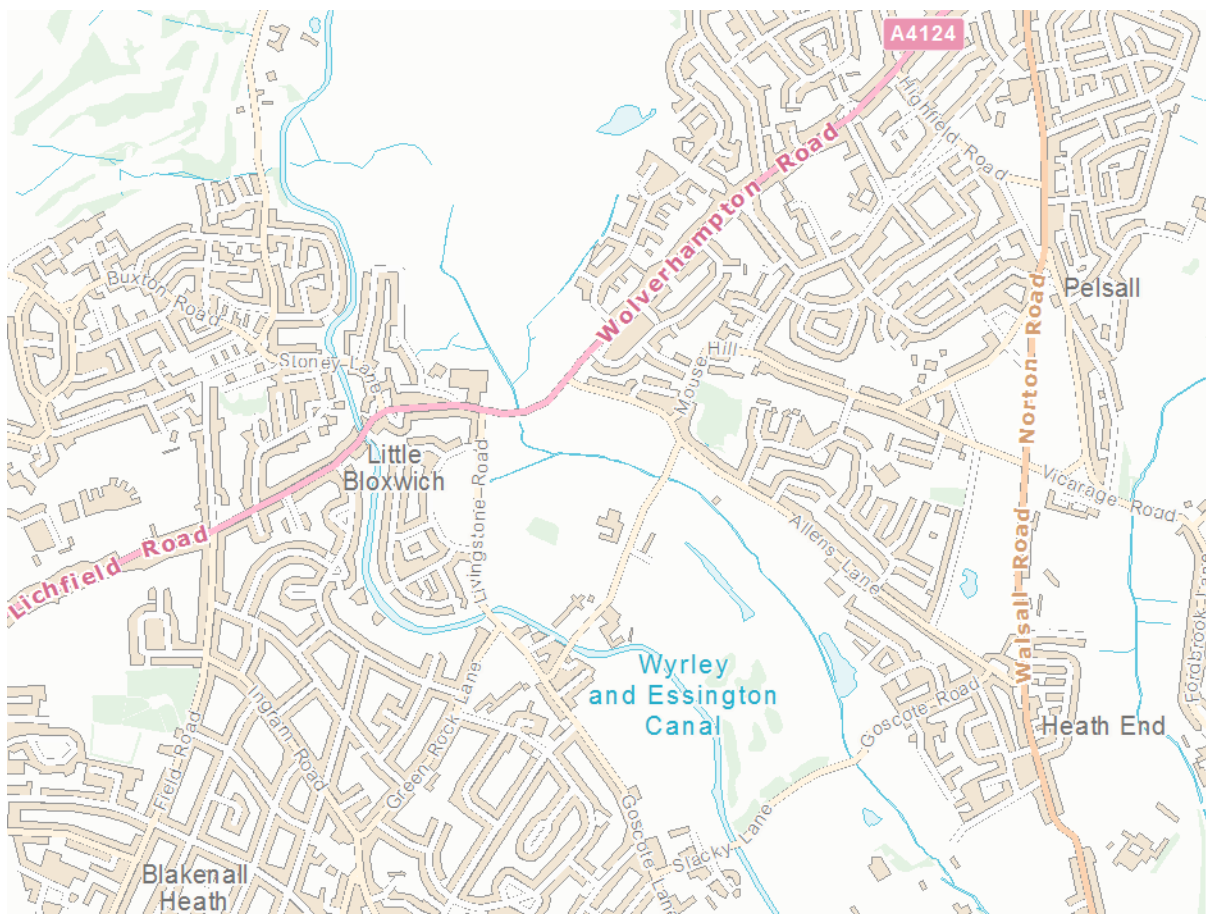 A4124
Highfield Road
Wolverhampton Road
Buxton Road
Pelsall
Norton Road
Stoney Lane
Mouse Hill
Little
Bloxwich
Livingstone Road
Vicarage Road
Lichfield Road
Allens Lane
Walsall Road
Fordbrook Lane
Wyrley
and Essington
Canal
Goscote Road
Heath End
Field Road
Ingram Road
Green Rock Lane
Goscote Lane
Slacky Lane
Blakenall
Heath